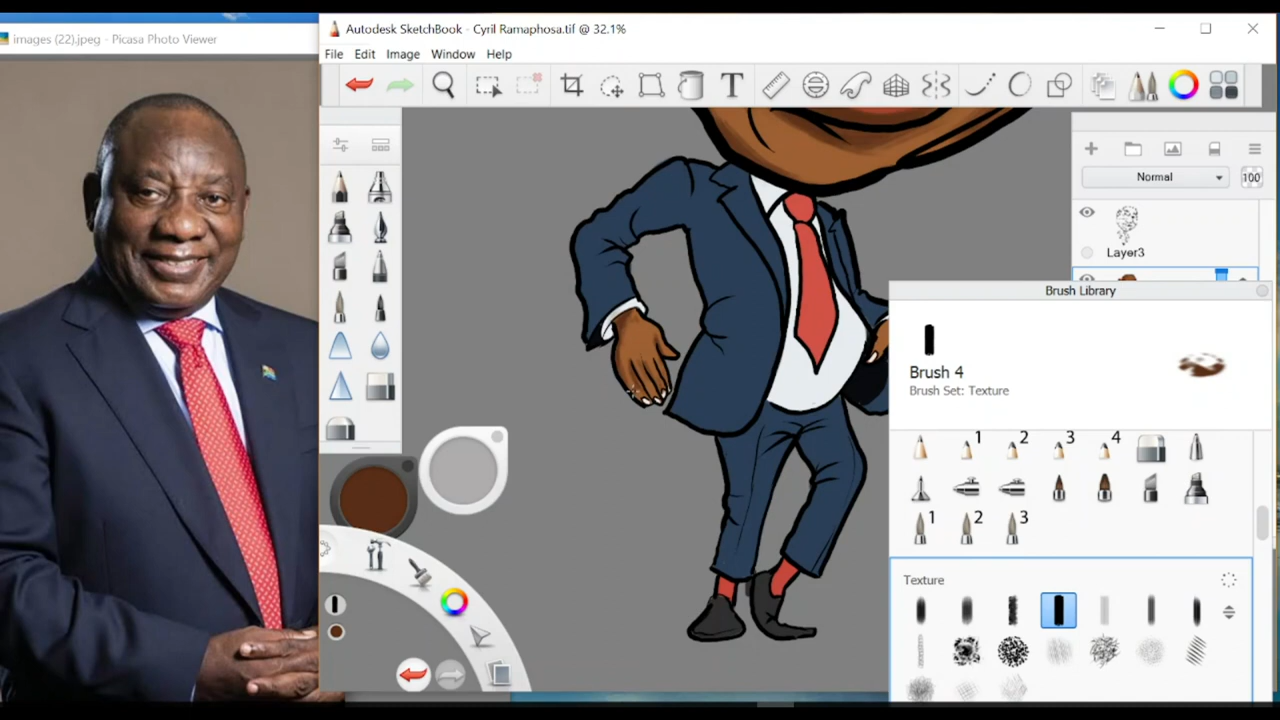 images (22).jpeg - Picasa Photo Viewer
Autodesk SketchBook - Cyril Ramaphosa.tif @ 32.1%
File Edit Image Window Help
T
Normal
100
Layer3
Brush Library
Brush 4
Brush Set: Texture
1 2 3 4
1 2 3
Texture